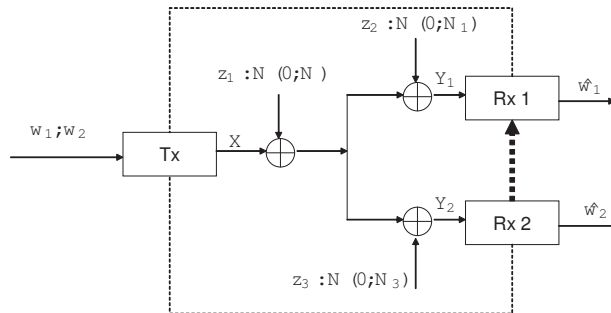 z₂ :N (0;N₁)
z₁ :N (0;N)
Y₁
Rx 1
ŵ₁
w₁;w₂
Tx
X
Y₂
Rx 2
ŵ₂
z₃ :N (0;N₃)